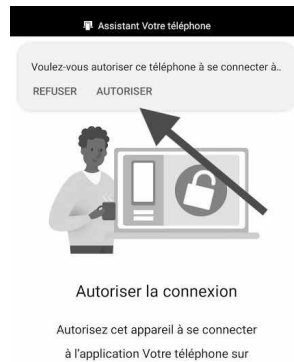 Assistant Votre téléphone
Voulez-vous autoriser ce téléphone à se connecter à..
REFUSER AUTORISER
Autoriser la connexion
Autorisez cet appareil à se connecter
à l'application Votre téléphone sur